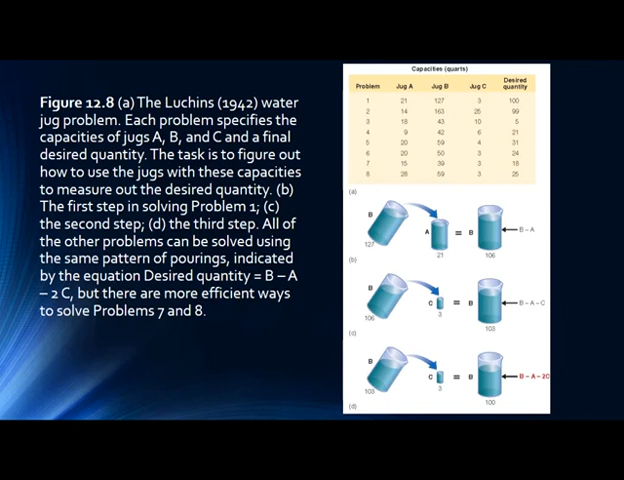 Figure 12.8 (a) The Luchins (1942) water
jug problem. Each problem specifies the
capacities of jugs A, B, and C and a final
desired quantity. The task is to figure out
how to use the jugs with these capacities
to measure out the desired quantity. (b)
The first step in solving Problem 1; (c)
the second step; (d) the third step. All of
the other problems can be solved using
the same pattern of pourings, indicated
by the equation Desired quantity = B – A
– 2 C, but there are more efficient ways
to solve Problems 7 and 8.
Capacities (quarts)
Problem Jug A Jug B Jug C Desired quantity
1 21 127 3 100
2 14 163 25 99
3 18 43 10 5
4 9 42 6 21
5 20 59 4 31
6 20 50 3 24
7 15 39 3 18
8 28 59 3 25
(a)
B A = B B – A
127 21 106
(b)
B C = B B – A – C
106 3 103
(c)
B C = B B – A – 2C
103 3 100
(d)